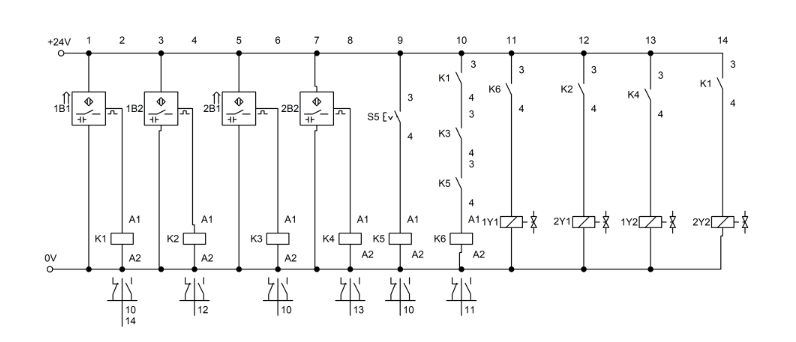 +24V 1 2 3 4 5 6 7 8 9 10 11 12 13 14
3 3 3 3 3
K1 K6 K2 K4 K1
1B1 1B2 2B1 2B2 3 4 4 4 4 4
S5
4 3
K3
4
3
K5
4
A1 A1 A1 A1 A1 A1 1Y1 2Y1 1Y2 2Y2
K1 K2 K3 K4 K5 K6
0V A2 A2 A2 A2 A2 A2
10 12 10 13 10 11
14